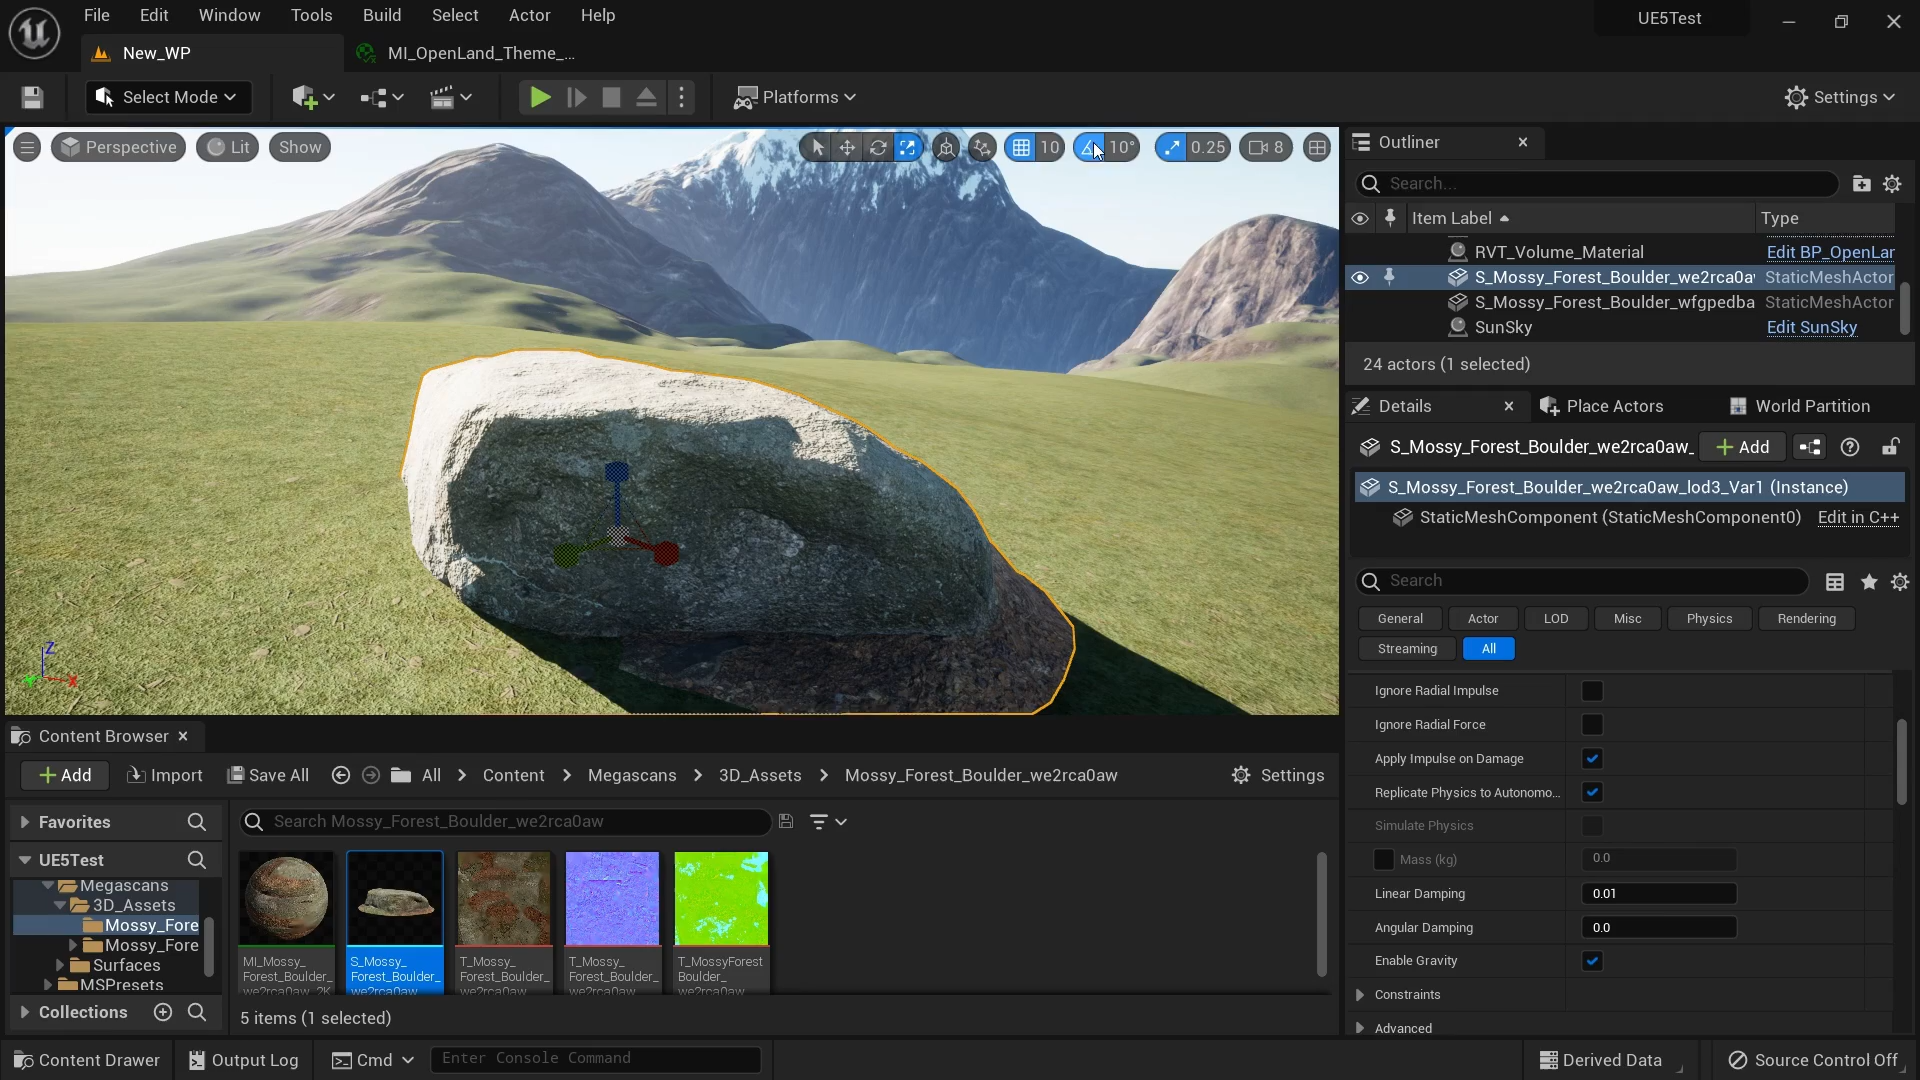 File Edit Window Tools Build Select Actor Help
UE5Test
New_WP
MI_OpenLand_Theme_...
Select Mode
Platforms
Settings
Perspective
Lit
Show
10
10°
0.25
8
Z
X
Outliner
Search...
Item Label
Type
RVT_Volume_Material
Edit BP_OpenLar
S_Mossy_Forest_Boulder_we2rca0a
StaticMeshActor
S_Mossy_Forest_Boulder_wfgpedba
StaticMeshActor
SunSky
Edit SunSky
24 actors (1 selected)
Details
Place Actors
World Partition
S_Mossy_Forest_Boulder_we2rca0aw_
Add
S_Mossy_Forest_Boulder_we2rca0aw_lod3_Var1 (Instance)
StaticMeshComponent (StaticMeshComponent0)
Edit in C++
Search
General
Actor
LOD
Misc
Physics
Rendering
Streaming
All
Ignore Radial Impulse
Ignore Radial Force
Apply Impulse on Damage
Replicate Physics to Autonomo...
Simulate Physics
Mass (kg)
0.0
Linear Damping
0.01
Angular Damping
0.0
Enable Gravity
Constraints
Advanced
Content Browser
Add
Import
Save All
All
Content
Megascans
3D_Assets
Mossy_Forest_Boulder_we2rca0aw
Settings
Favorites
Search Mossy_Forest_Boulder_we2rca0aw
UE5Test
Megascans
3D_Assets
Mossy_Fore
Mossy_Fore
Surfaces
MSPresets
Collections
MI_Mossy_
Forest_Boulder_
we2rca0aw_2K
S_Mossy_
Forest_Boulder_
we2rca0aw
T_Mossy_
Forest_Boulder_
we2rca0aw
T_Mossy_
Forest_Boulder_
we2rca0aw
T_MossyForest
Boulder_
we2rca0aw
5 items (1 selected)
Content Drawer
Output Log
Cmd
Enter Console Command
Derived Data
Source Control Off